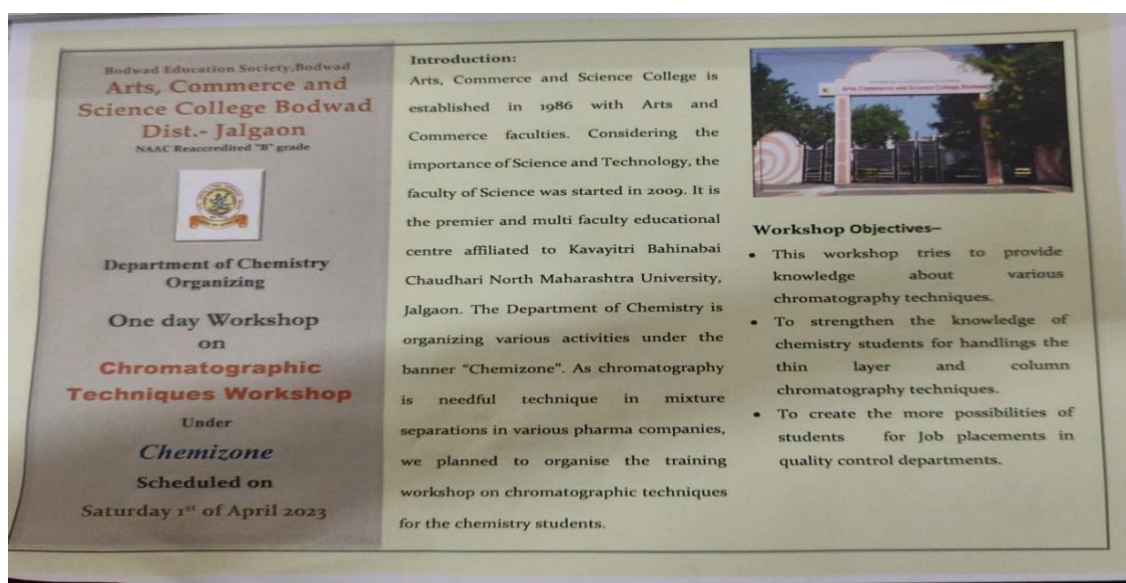 Bodwad Education Society,Bodwad
Arts, Commerce and
Science College Bodwad
Dist.- Jalgaon
NAAC Reaccredited "B" grade
Department of Chemistry
Organizing
One day Workshop
on
Chromatographic
Techniques Workshop
Under
Chemizone
Scheduled on
Saturday 1st of April 2023
Introduction:
Arts, Commerce and Science College is
established in 1986 with Arts and
Commerce faculties. Considering the
importance of Science and Technology, the
faculty of Science was started in 2009. It is
the premier and multi faculty educational
centre affiliated to Kavayitri Bahinabai
Chaudhari North Maharashtra University,
Jalgaon. The Department of Chemistry is
organizing various activities under the
banner "Chemizone". As chromatography
is needful technique in mixture
separations in various pharma companies,
we planned to organise the training
workshop on chromatographic techniques
for the chemistry students.
Arts, Commerce and Science College Bodwad
Workshop Objectives–
• This workshop tries to provide
knowledge about various
chromatography techniques.
• To strengthen the knowledge of
chemistry students for handlings the
thin layer and column
chromatography techniques.
• To create the more possibilities of
students for Job placements in
quality control departments.